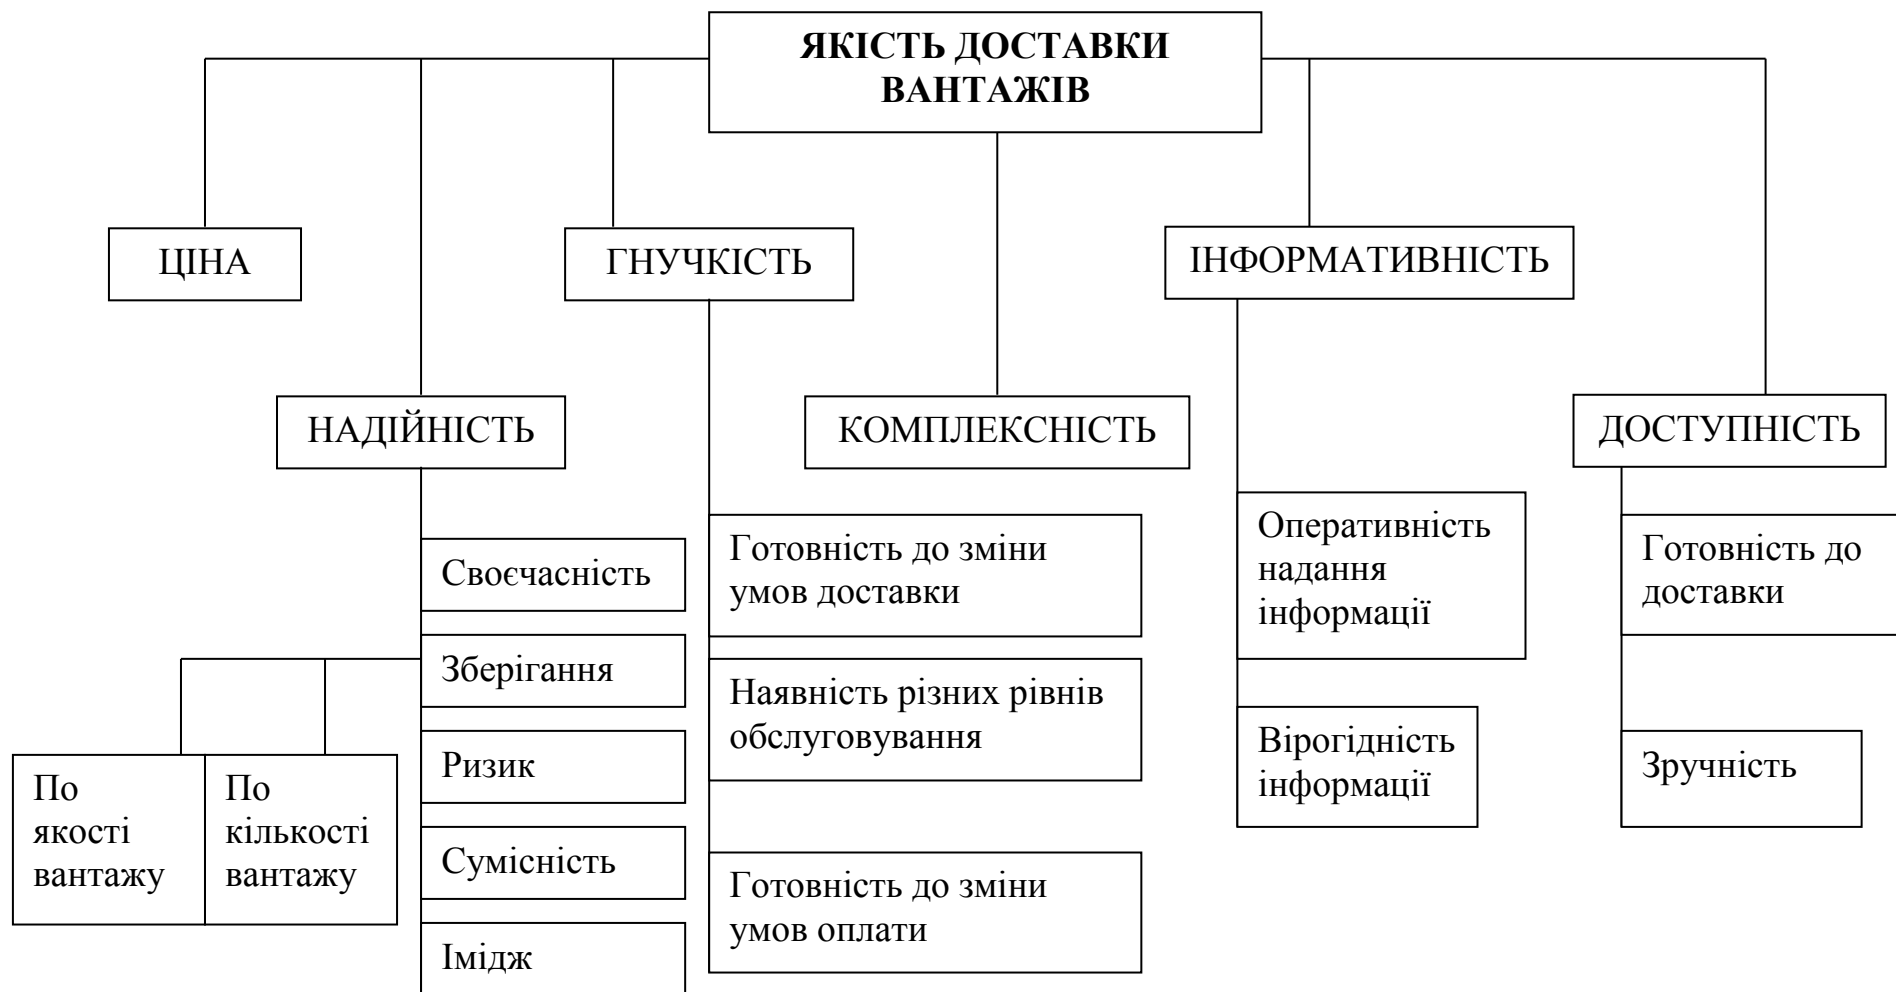 ЯКІСТЬ ДОСТАВКИ
ВАНТАЖІВ
ЦІНА
ГНУЧКІСТЬ
ІНФОРМАТИВНІСТЬ
НАДІЙНІСТЬ
КОМПЛЕКСНІСТЬ
ДОСТУПНІСТЬ
Своєчасність
Зберігання
Ризик
Сумісність
Імідж
По
якості
вантажу
По
кількості
вантажу
Готовність до зміни
умов доставки
Наявність різних рівнів
обслуговування
Готовність до зміни
умов оплати
Оперативність
надання
інформації
Вірогідність
інформації
Готовність до
доставки
Зручність